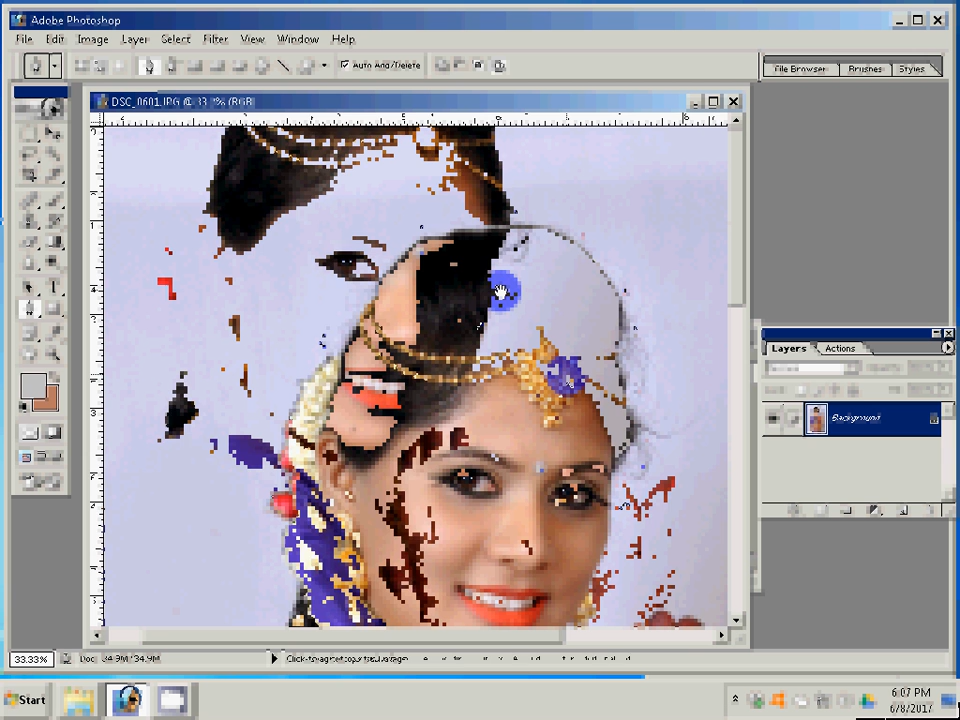 Adobe Photoshop
File Edit Image Layer Select Filter View Window Help
Auto Add/Delete
File Browser Brushes Styles
DSC_0601.JPG @ 33.
Layers Actions
Background
33.33% Doc: 34.9M/34.9M
Start
6:07 PM
6/8/2017